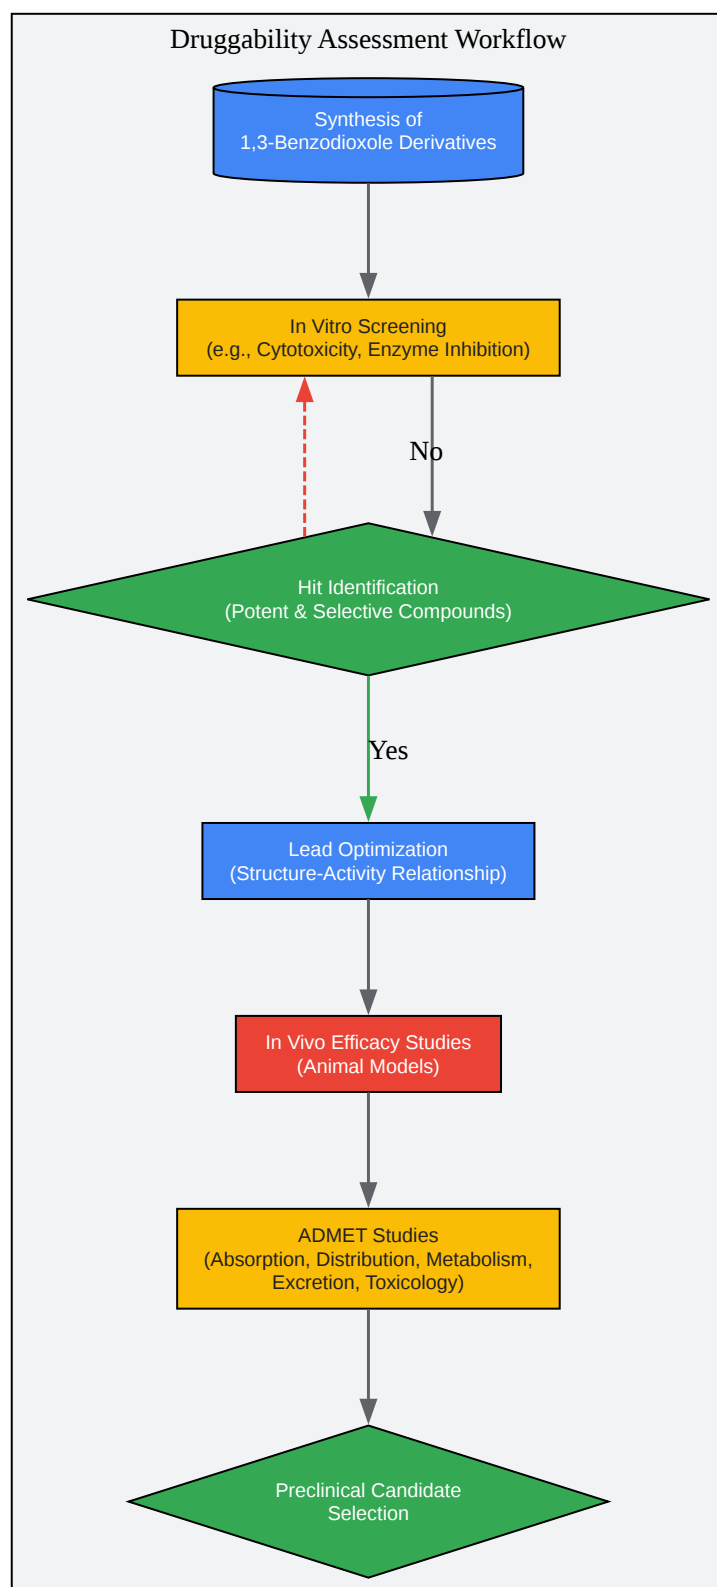 Druggability Assessment Workflow
Synthesis of
1,3-Benzodioxole Derivatives
In Vitro Screening
(e.g., Cytotoxicity, Enzyme Inhibition)
No
Hit Identification
(Potent & Selective Compounds)
Yes
Lead Optimization
(Structure-Activity Relationship)
In Vivo Efficacy Studies
(Animal Models)
ADMET Studies
(Absorption, Distribution, Metabolism,
Excretion, Toxicology)
Preclinical Candidate
Selection